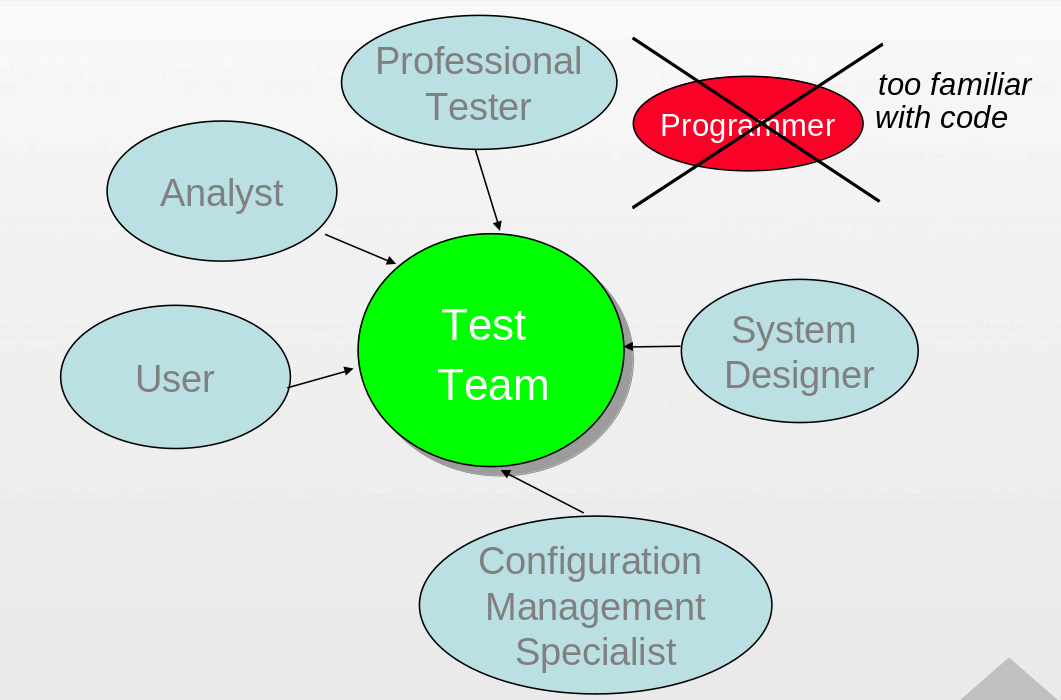 Professional
Tester
Programmer
too familiar
with code
Analyst
Test
Team
System
Designer
User
Configuration
Management
Specialist